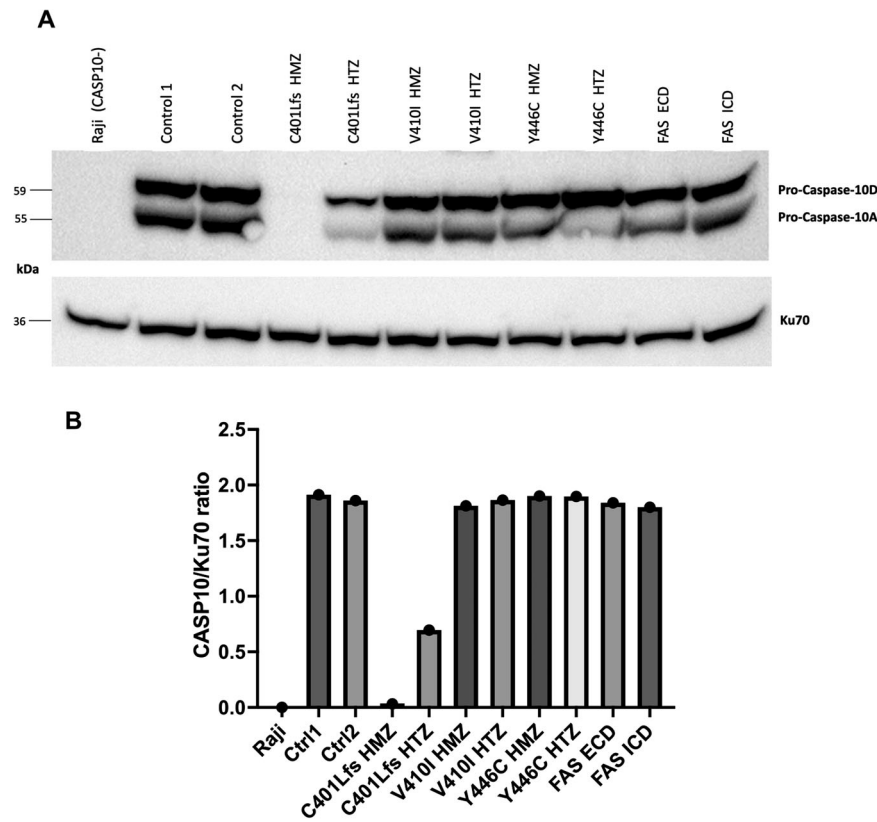 A
Raji (CASP10-)
Control 1
Control 2
C401Lfs HMZ
C401Lfs HTZ
V410I HMZ
V410I HTZ
Y446C HMZ
Y446C HTZ
FAS ECD
FAS ICD
59
Pro-Caspase-10D
55
Pro-Caspase-10A
kDa
36
Ku70
B
CASP10/Ku70 ratio
2.5
2.0
1.5
1.0
0.5
0.0
Raji
Ctrl1
Ctrl2
C401Lfs HMZ
C401Lfs HTZ
V410I HMZ
V410I HTZ
Y446C HMZ
Y446C HTZ
FAS ECD
FAS ICD